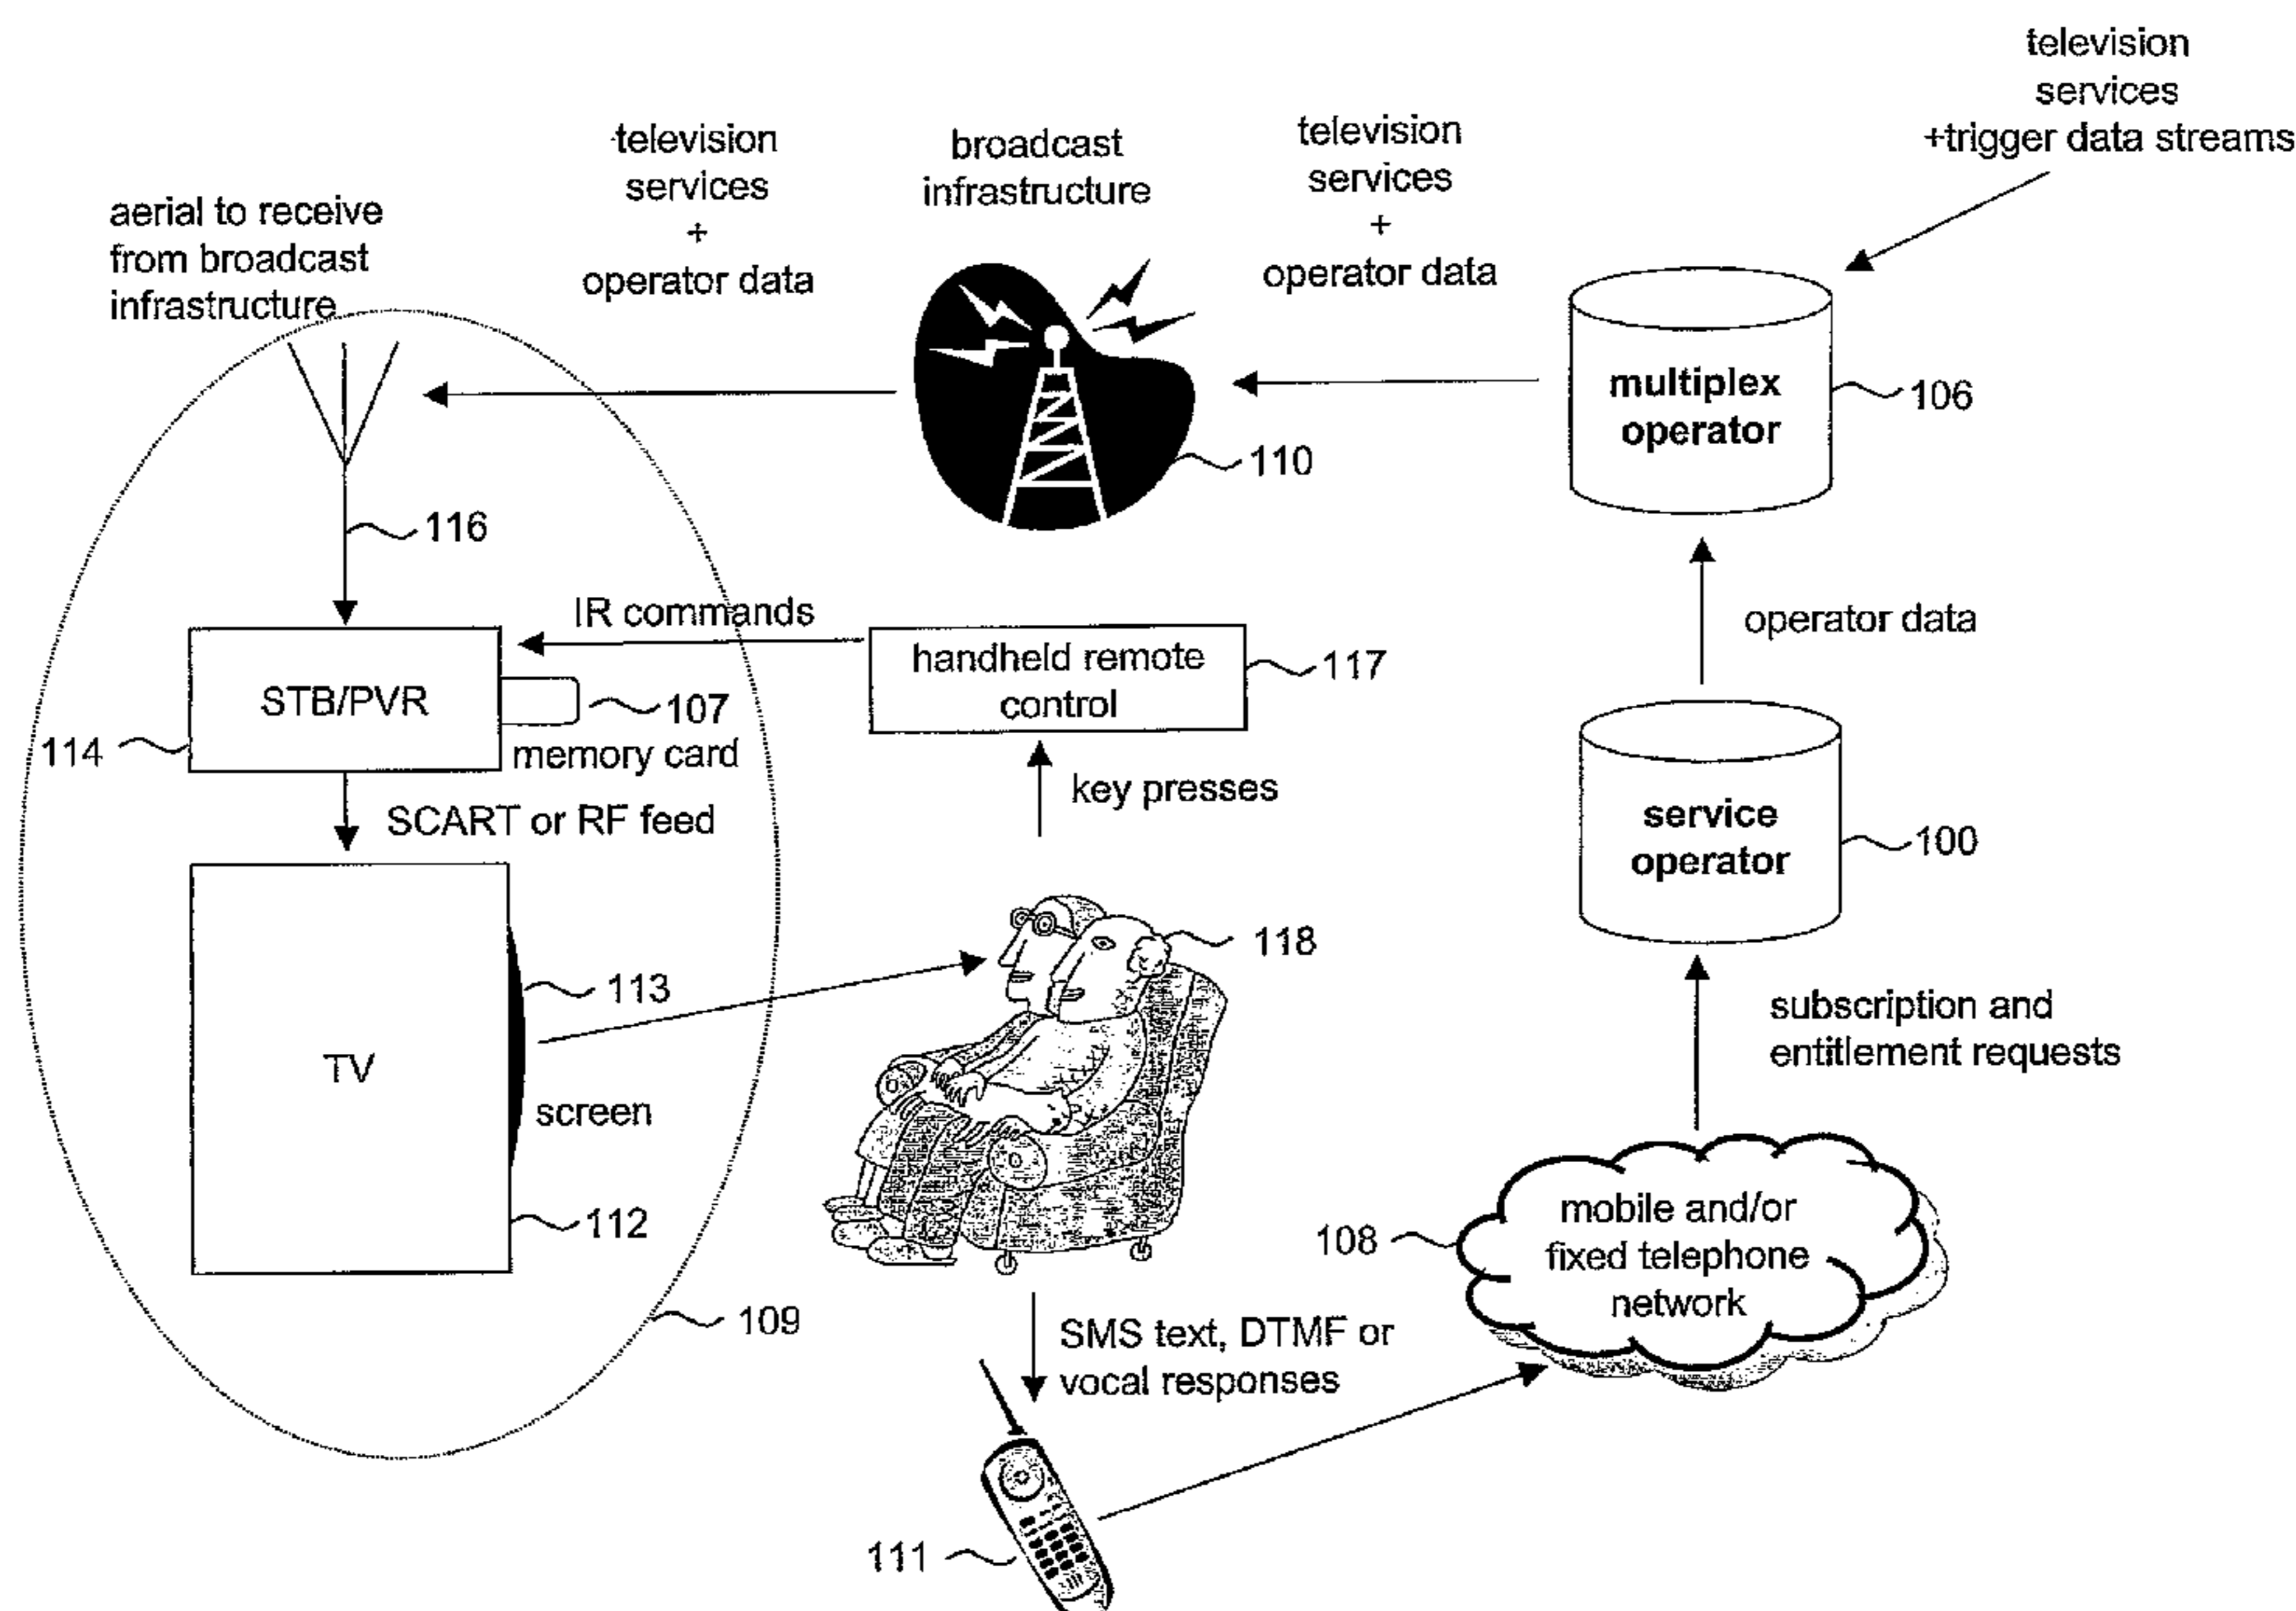 television
services
+trigger data streams
television
services
+
operator data
broadcast
infrastructure
television
services
+
operator data
aerial to receive
from broadcast
infrastructure
multiplex
operator
106
110
116
IR commands
handheld remote
control
117
operator data
STB/PVR
107
memory card
114
key presses
SCART or RF feed
service
operator
100
118
113
TV
screen
subscription and
entitlement requests
112
108
mobile and/or
fixed telephone
network
109
SMS text, DTMF or
vocal responses
111